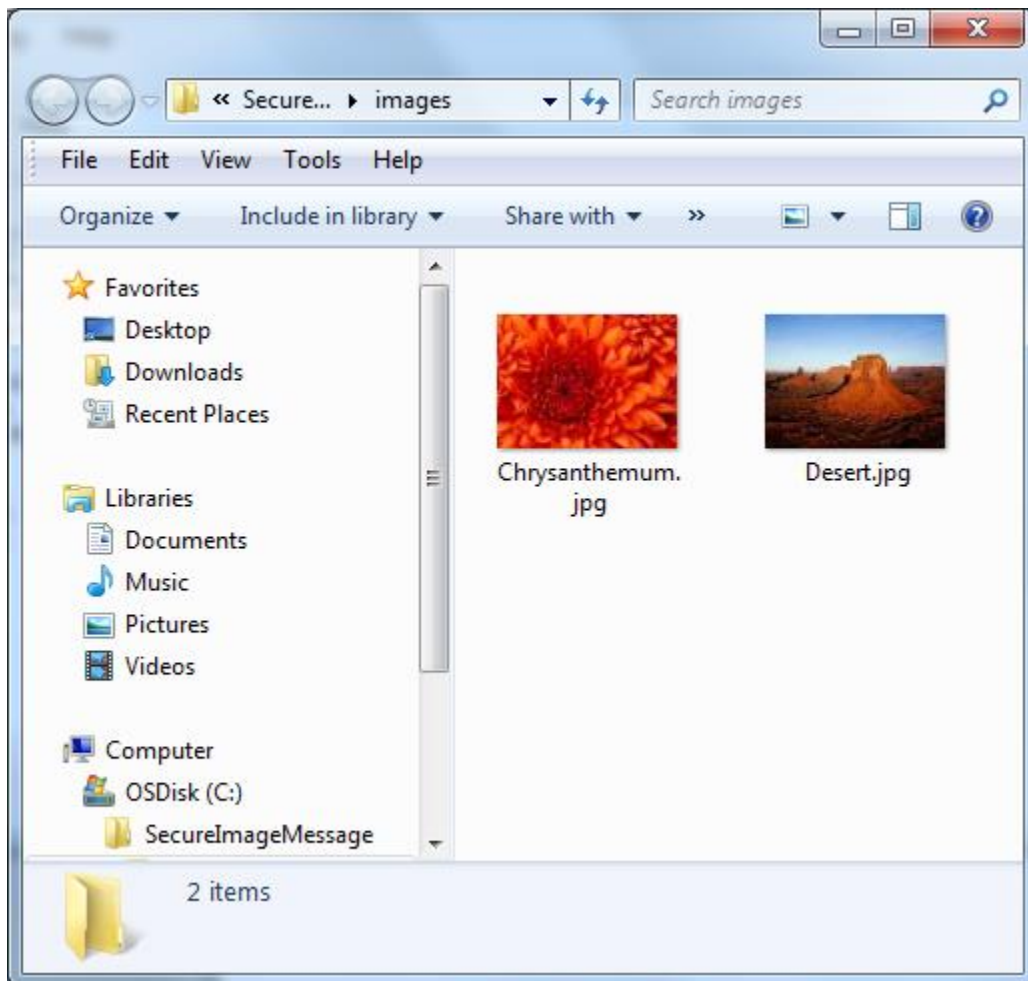 Secure... images Search images
File Edit View Tools Help
Organize Include in library Share with »
Favorites
Desktop
Downloads
Recent Places
Libraries
Documents
Music
Pictures
Videos
Computer
OSDisk (C:)
SecureImageMessage
Chrysanthemum.
jpg
Desert.jpg
2 items